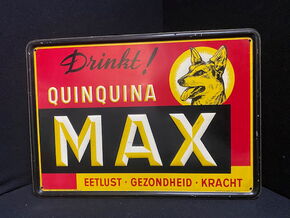 Drinkt!
QUINQUINA
MAX
EETLUST · GEZONDHEID · KRACHT